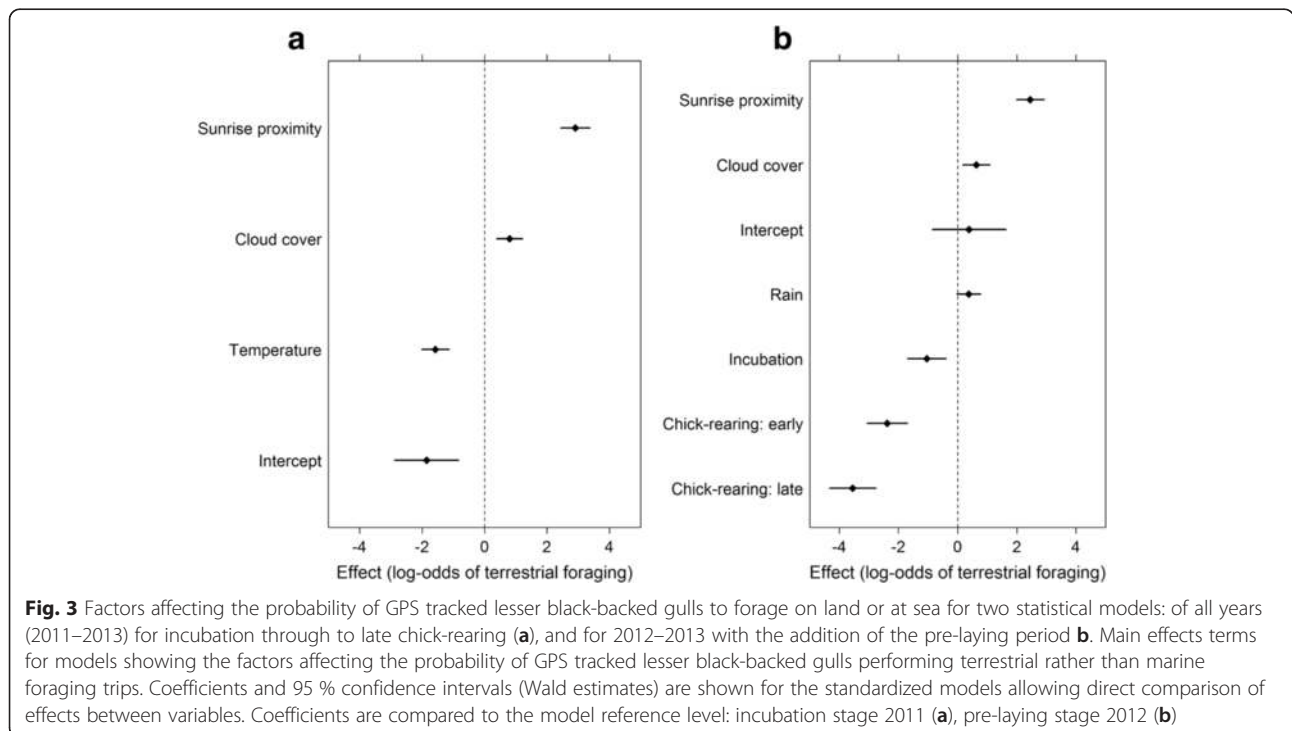 a
Sunrise proximity
Cloud cover
Temperature
Intercept
-4 -2 0 2 4
Effect (log-odds of terrestrial foraging)
b
Sunrise proximity
Cloud cover
Intercept
Rain
Incubation
Chick-rearing: early
Chick-rearing: late
-4 -2 0 2 4
Effect (log-odds of terrestrial foraging)
Fig. 3 Factors affecting the probability of GPS tracked lesser black-backed gulls to forage on land or at sea for two statistical models: of all years
(2011–2013) for incubation through to late chick-rearing (a), and for 2012–2013 with the addition of the pre-laying period b. Main effects terms
for models showing the factors affecting the probability of GPS tracked lesser black-backed gulls performing terrestrial rather than marine
foraging trips. Coefficients and 95 % confidence intervals (Wald estimates) are shown for the standardized models allowing direct comparison of
effects between variables. Coefficients are compared to the model reference level: incubation stage 2011 (a), pre-laying stage 2012 (b)